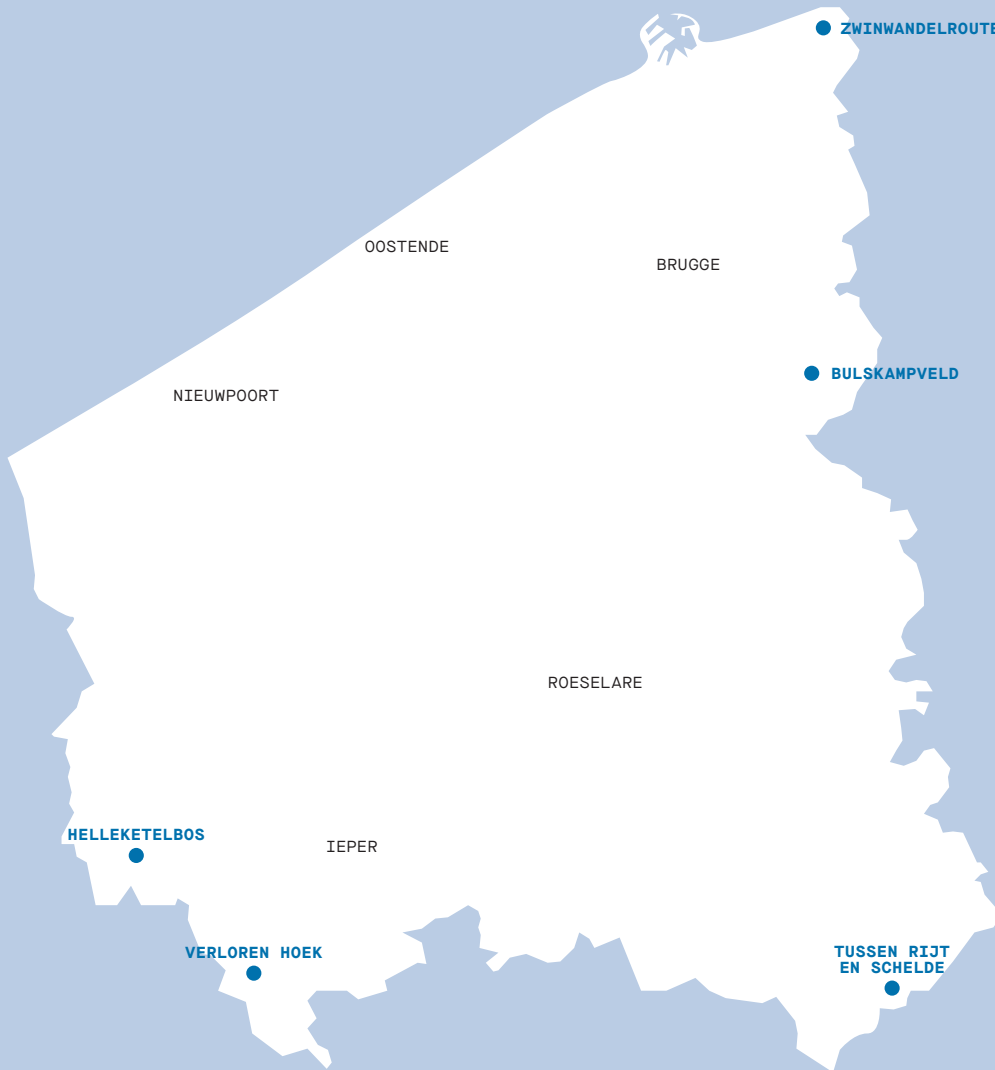 ZWINWANDELROUTE
OOSTENDE
BRUGGE
BULSKAMPVELD
NIEUWPOORT
ROESELARE
HELLEKETELBOS
IEPER
VERLOREN HOEK
TUSSEN RIJT
EN SCHELDE